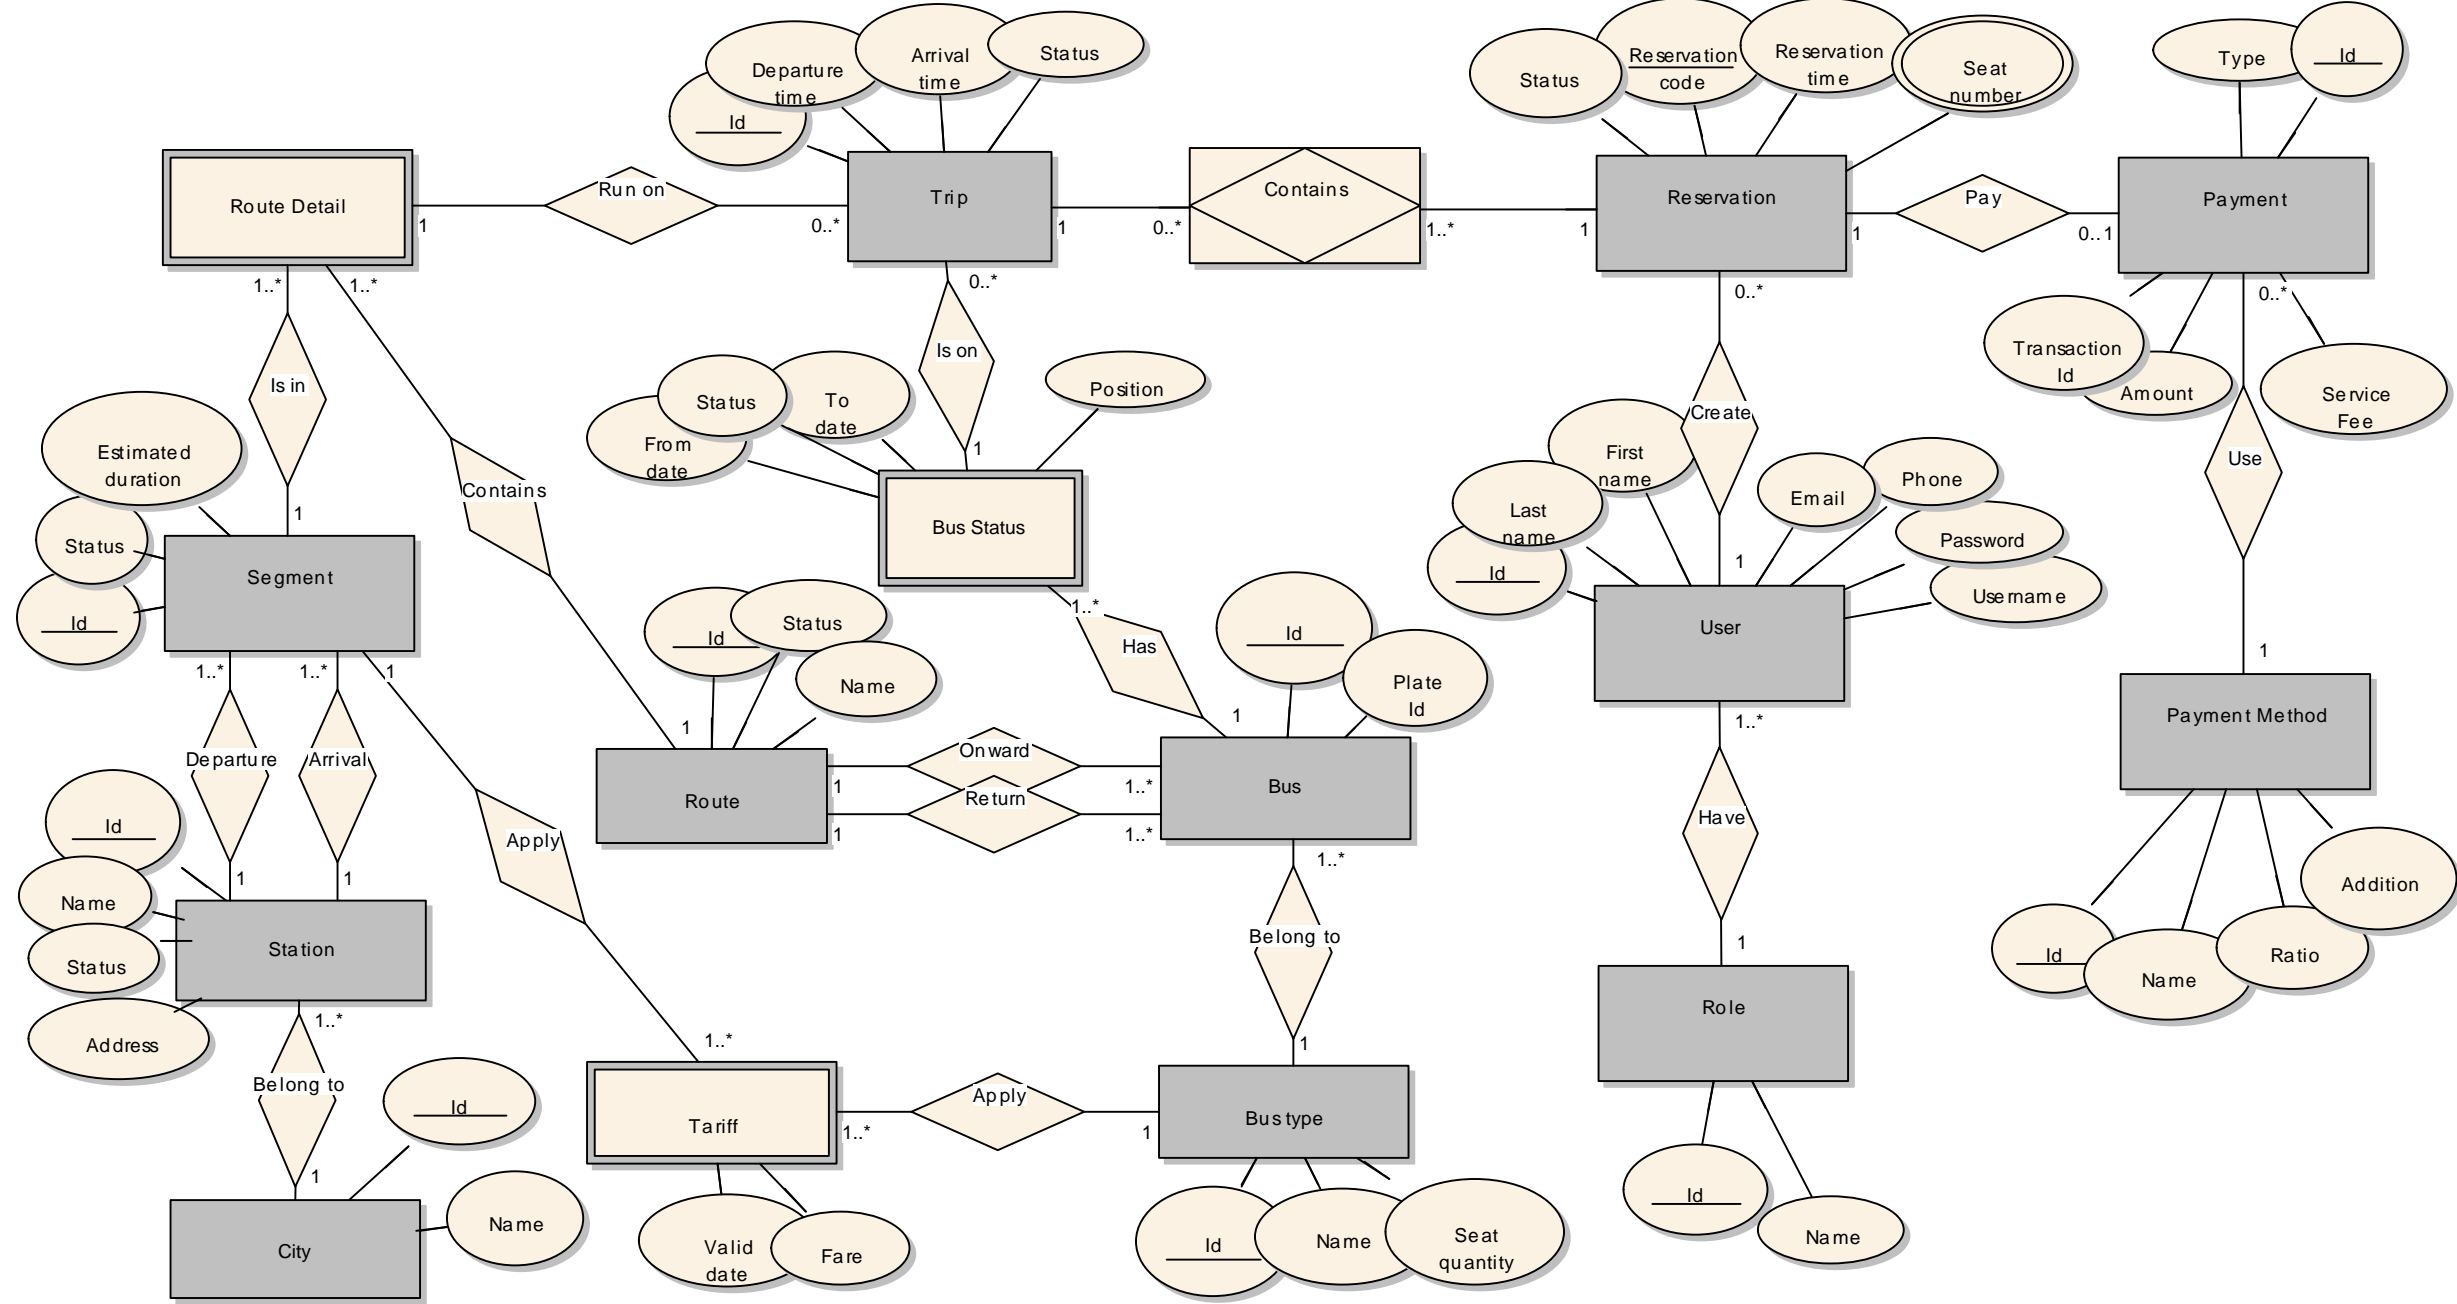 Departure
time
Arrival
time
Status
Id
Status
Reservation
code
Reservation
time
Seat
number
Type
Id
Route Detail
Run on
Trip
Contains
Reservation
Pay
Payment
1
0..*
1
0..*
1..*
1
1
0..1
1..*
1..*
0..*
0..*
0..*
Is in
Is on
Transaction
Id
Amount
Service
Fee
Estimated
duration
Status
Id
Contains
From
date
Status
To
date
Position
Create
First
name
Last
name
Id
Email
Phone
Password
Username
Use
1
1
1
1
Segment
Bus Status
User
Payment Method
1..*
1..*
1
1..*
1
Has
Id
Plate
Id
Id
Status
Name
1
1..*
Departure
Arrival
Apply
Route
Onward
Return
Bus
1
1..*
1
1..*
Have
Id
Name
Status
Address
1
1
Station
1..*
Belong to
1
Role
Id
Name
Ratio
Addition
1..*
Belong to
1
1..*
1
Id
Name
City
Tariff
Apply
Bus type
1..*
1
Valid
date
Fare
Id
Name
Seat
quantity
Id
Name